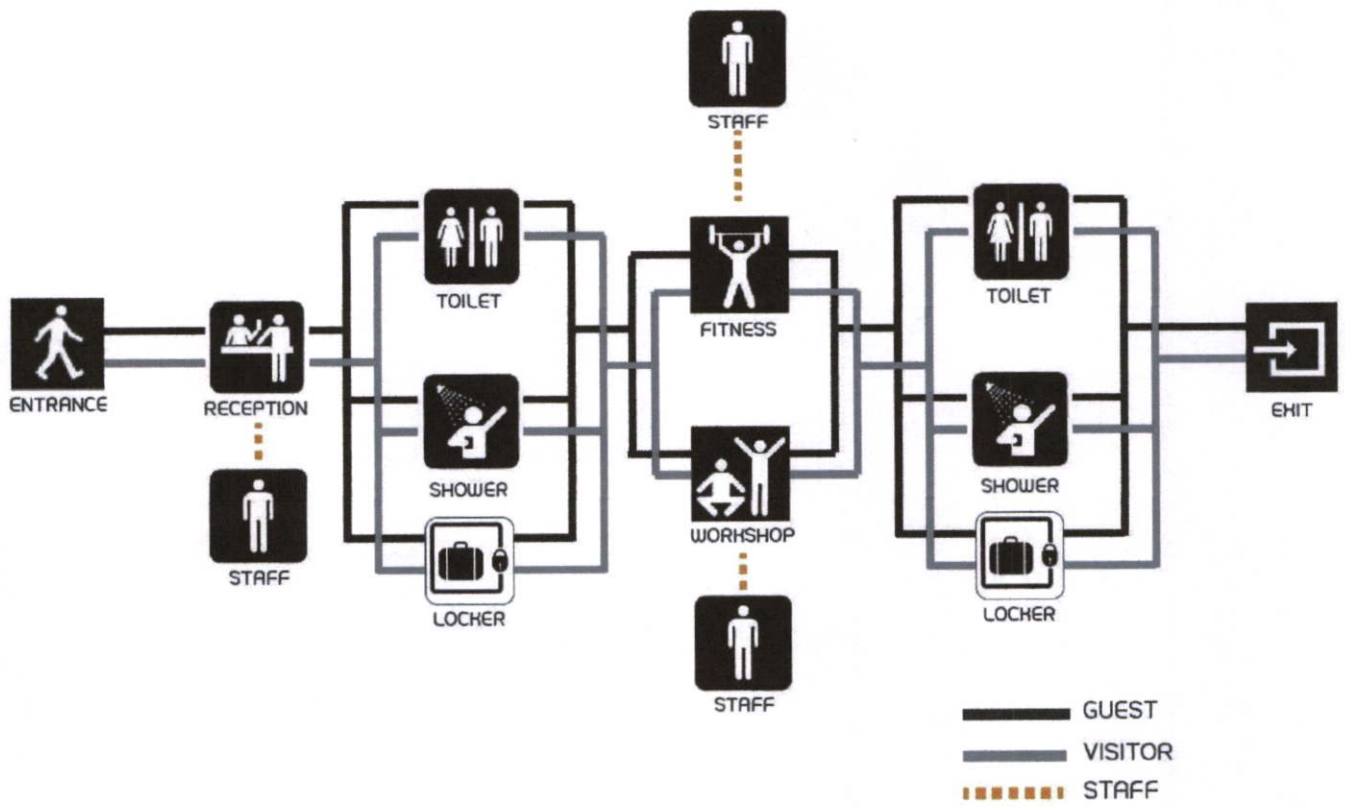 STAFF
TOILET
TOILET
FITNESS
ENTRANCE
RECEPTION
EXIT
SHOWER
SHOWER
WORKSHOP
STAFF
LOCKER
LOCKER
STAFF
GUEST
VISITOR
STAFF